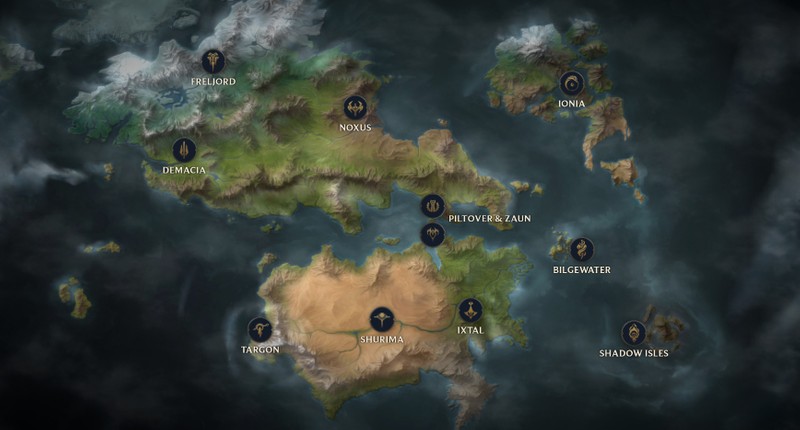 FRELJORD
IONIA
NOXUS
DEMACIA
PILTOVER & ZAUN
BILGEWATER
SHURIMA
IXTAL
TARGON
SHADOW ISLES